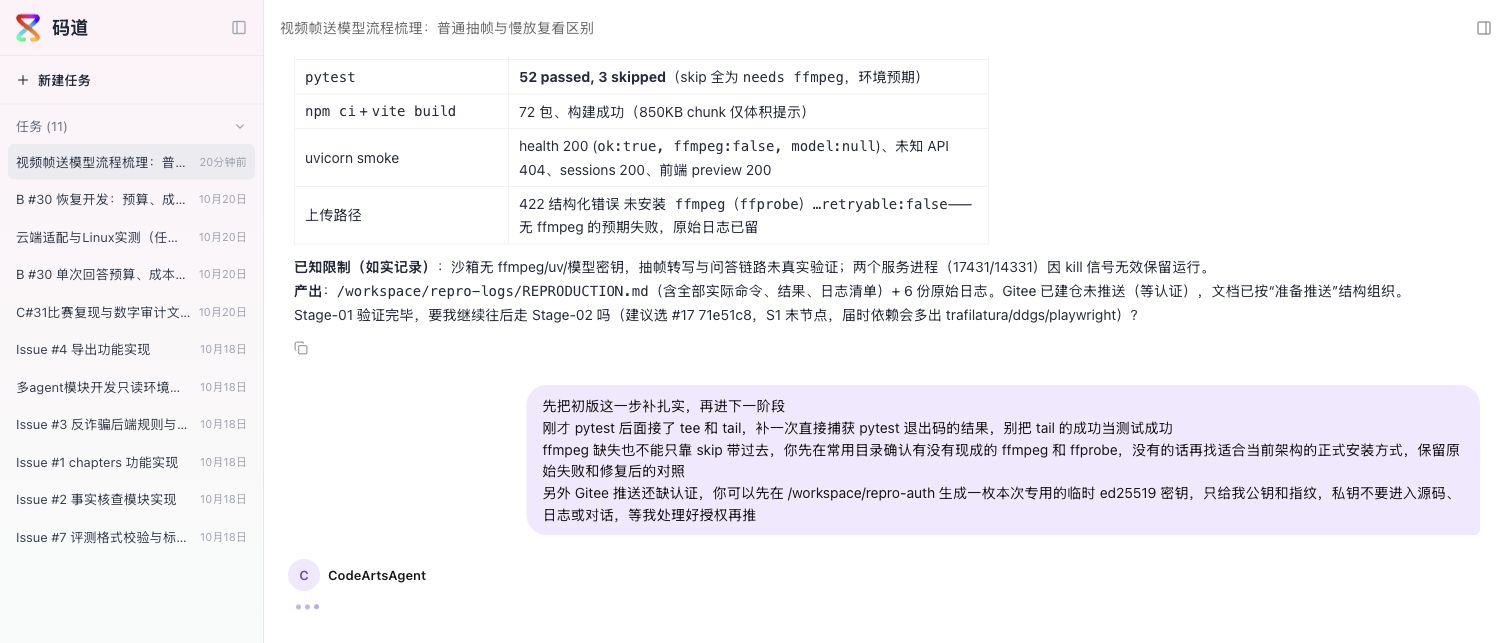 码道
视频帧送模型流程梳理：普通抽帧与慢放复看区别
新建任务
任务 (11)
视频帧送模型流程梳理：普... 20分钟前
B #30 恢复开发：预算、成... 10月20日
云端适配与Linux实测（任... 10月20日
B #30 单次回答预算、成本... 10月20日
C#31比赛复现与数字审计文... 10月20日
Issue #4 导出功能实现 10月18日
多agent模块开发只读环境... 10月18日
Issue #3 反诈骗后端规则与... 10月18日
Issue #1 chapters 功能实现 10月18日
Issue #2 事实核查模块实现 10月18日
Issue #7 评测格式校验与标... 10月18日
pytest 52 passed, 3 skipped（skip 全为 needs ffmpeg，环境预期）
npm ci + vite build 72 包、构建成功（850KB chunk 仅体积提示）
uvicorn smoke health 200 (ok:true, ffmpeg:false, model:null)、未知 API
404、sessions 200、前端 preview 200
上传路径 422 结构化错误 未安装 ffmpeg（ffprobe）…retryable:false——
无 ffmpeg 的预期失败，原始日志已留
已知限制（如实记录）：沙箱无 ffmpeg/uv/模型密钥，抽帧转写与问答链路未真实验证；两个服务进程（17431/14331）因 kill 信号无效保留运行。
产出：/workspace/repro-logs/REPRODUCTION.md（含全部实际命令、结果、日志清单）+ 6 份原始日志。Gitee 已建仓未推送（等认证），文档已按“准备推送”结构组织。
Stage-01 验证完毕，要我继续往后走 Stage-02 吗（建议选 #17 71e51c8，S1 末节点，届时依赖会多出 trafilatura/ddgs/playwright）？
先把初版这一步补扎实，再进下一阶段
刚才 pytest 后面接了 tee 和 tail，补一次直接捕获 pytest 退出码的结果，别把 tail 的成功当测试成功
ffmpeg 缺失也不能只靠 skip 带过去，你先在常用目录确认有没有现成的 ffmpeg 和 ffprobe，没有的话再找适合当前架构的正式安装方式，保留原
始失败和修复后的对照
另外 Gitee 推送还缺认证，你可以先在 /workspace/repro-auth 生成一枚本次专用的临时 ed25519 密钥，只给我公钥和指纹，私钥不要进入源码、
日志或对话，等我处理好授权再推
C CodeArtsAgent